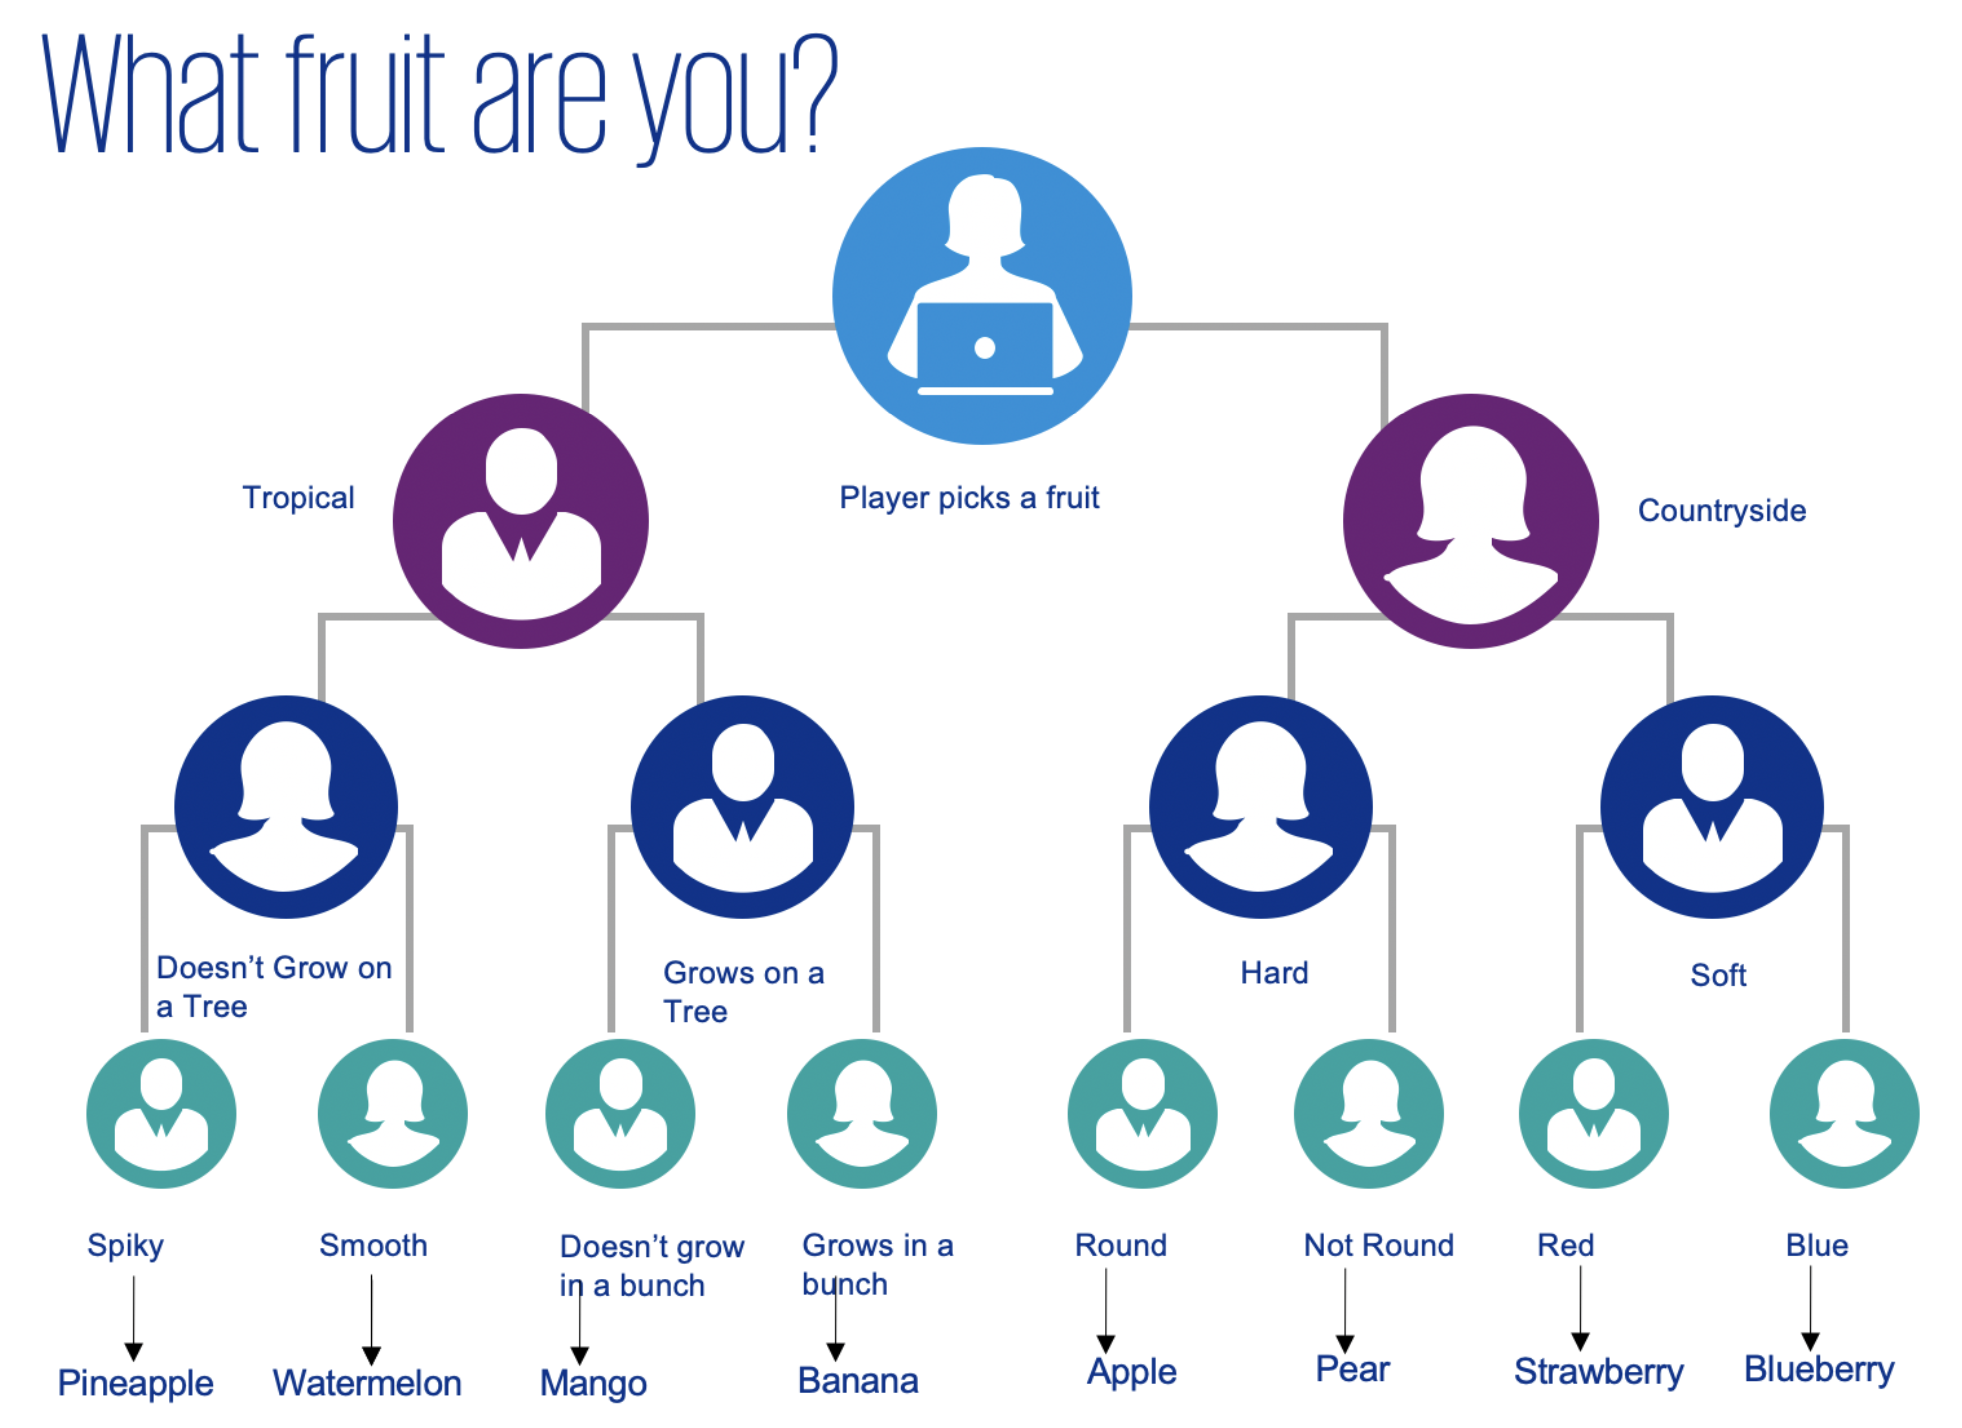 What fruit are you?
Tropical
Player picks a fruit
Countryside
Doesn’t Grow on
a Tree
Grows on a
Tree
Hard
Soft
Spiky
Smooth
Doesn’t grow
in a bunch
Grows in a
bunch
Round
Not Round
Red
Blue
Pineapple
Watermelon
Mango
Banana
Apple
Pear
Strawberry
Blueberry